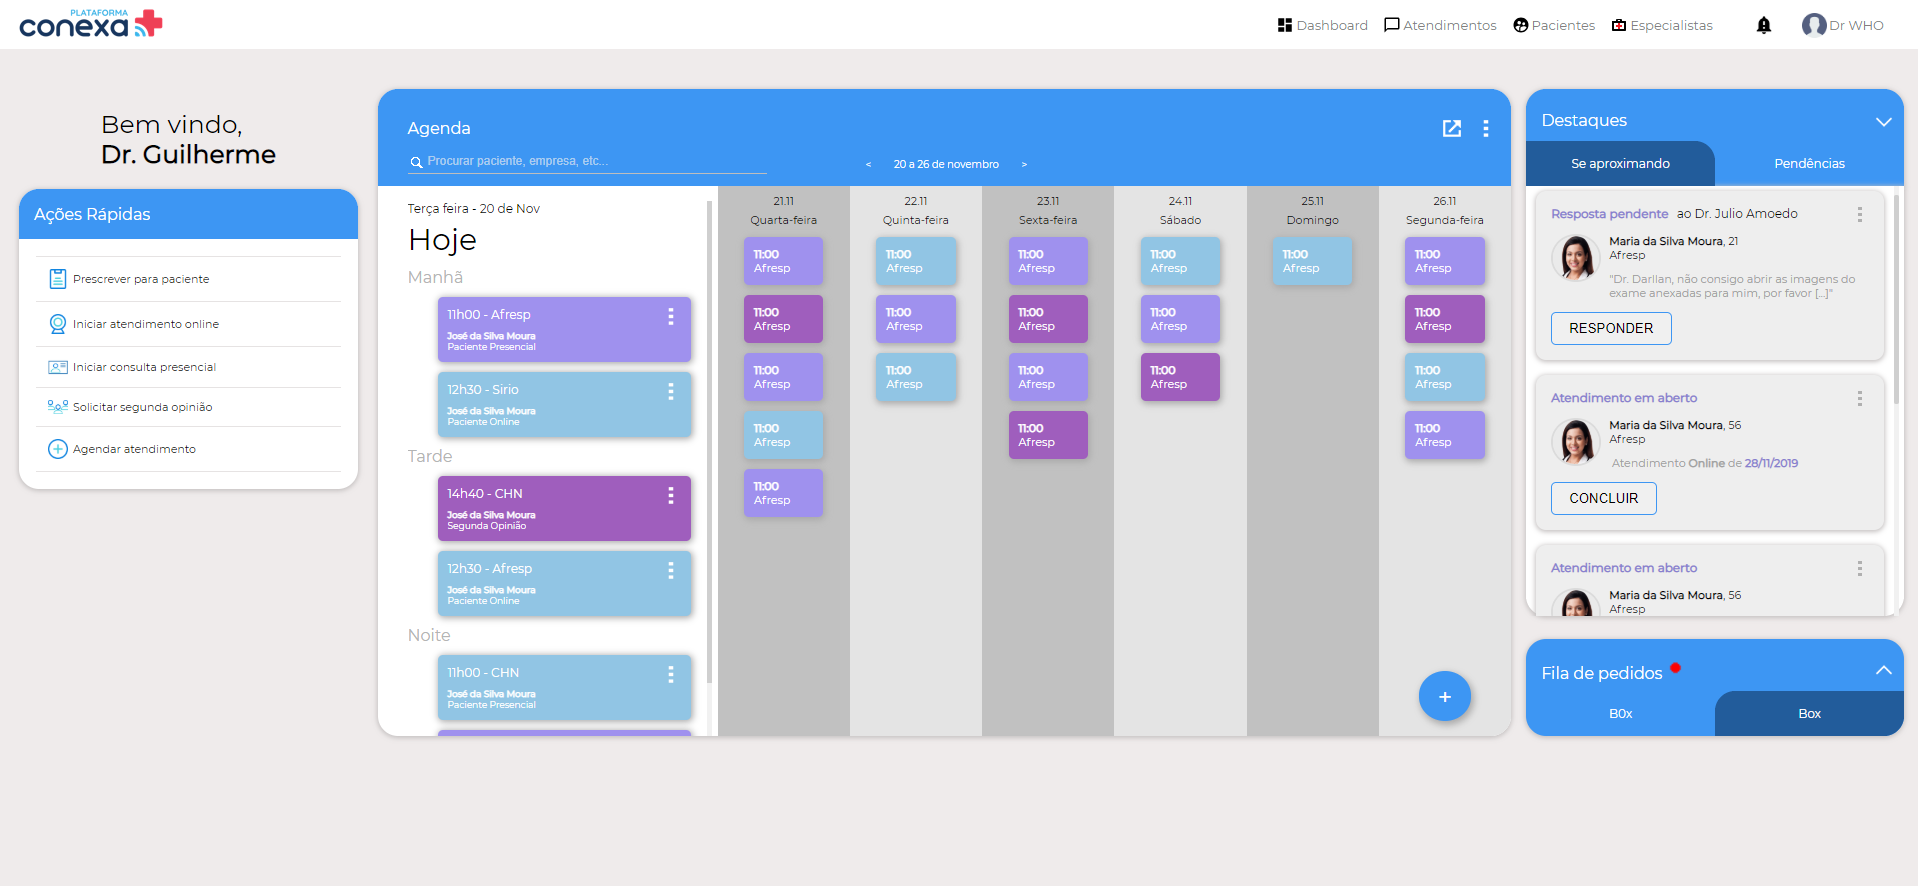 PLATAFORMA
conexa
Dashboard
Atendimentos
Pacientes
Especialistas
Dr WHO
Bem vindo,
Dr. Guilherme
Ações Rápidas
Prescrever para paciente
Iniciar atendimento online
Iniciar consulta presencial
Solicitar segunda opinião
Agendar atendimento
Agenda
Procurar paciente, empresa, etc...
< 20 a 26 de novembro >
Terça feira - 20 de Nov
Hoje
Manhã
11h00 - Afresp
José da Silva Moura
Paciente Presencial
12h30 - Sirio
José da Silva Moura
Paciente Online
Tarde
14h40 - CHN
José da Silva Moura
Segunda Opinião
12h30 - Afresp
José da Silva Moura
Paciente Online
Noite
11h00 - CHN
José da Silva Moura
Paciente Presencial
21.11
Quarta-feira
11:00
Afresp
11:00
Afresp
11:00
Afresp
11:00
Afresp
11:00
Afresp
22.11
Quinta-feira
11:00
Afresp
11:00
Afresp
11:00
Afresp
23.11
Sexta-feira
11:00
Afresp
11:00
Afresp
11:00
Afresp
11:00
Afresp
24.11
Sábado
11:00
Afresp
11:00
Afresp
11:00
Afresp
25.11
Domingo
11:00
Afresp
26.11
Segunda-feira
11:00
Afresp
11:00
Afresp
11:00
Afresp
11:00
Afresp
+
Destaques
Se aproximando
Pendências
Resposta pendente ao Dr. Julio Amoedo
Maria da Silva Moura, 21
Afresp
"Dr. Darllan, não consigo abrir as imagens do
exame anexadas para mim, por favor [...]"
RESPONDER
Atendimento em aberto
Maria da Silva Moura, 56
Afresp
Atendimento Online de 28/11/2019
CONCLUIR
Atendimento em aberto
Maria da Silva Moura, 56
Afresp
Fila de pedidos
B0x
Box